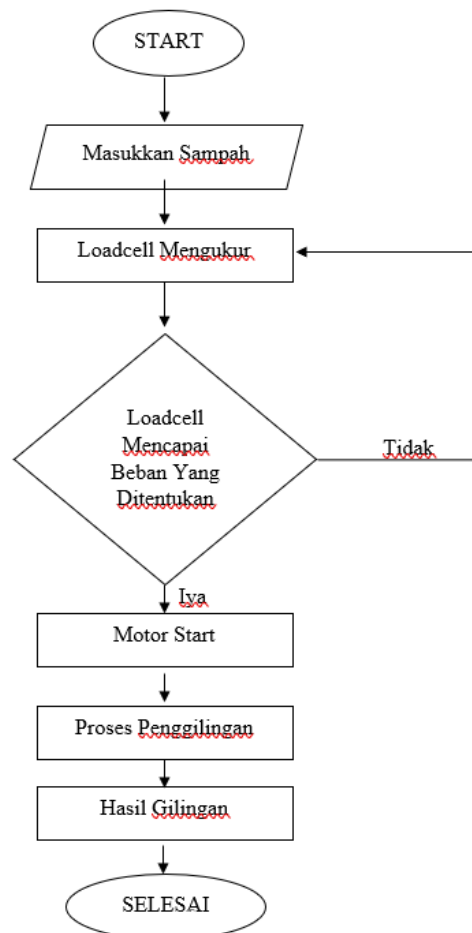 START
Masukkan Sampah
Loadcell Mengukur
Loadcell
Mencapai
Beban Yang
Ditentukan
Tidak
Iya
Motor Start
Proses Penggilingan
Hasil Gilingan
SELESAI